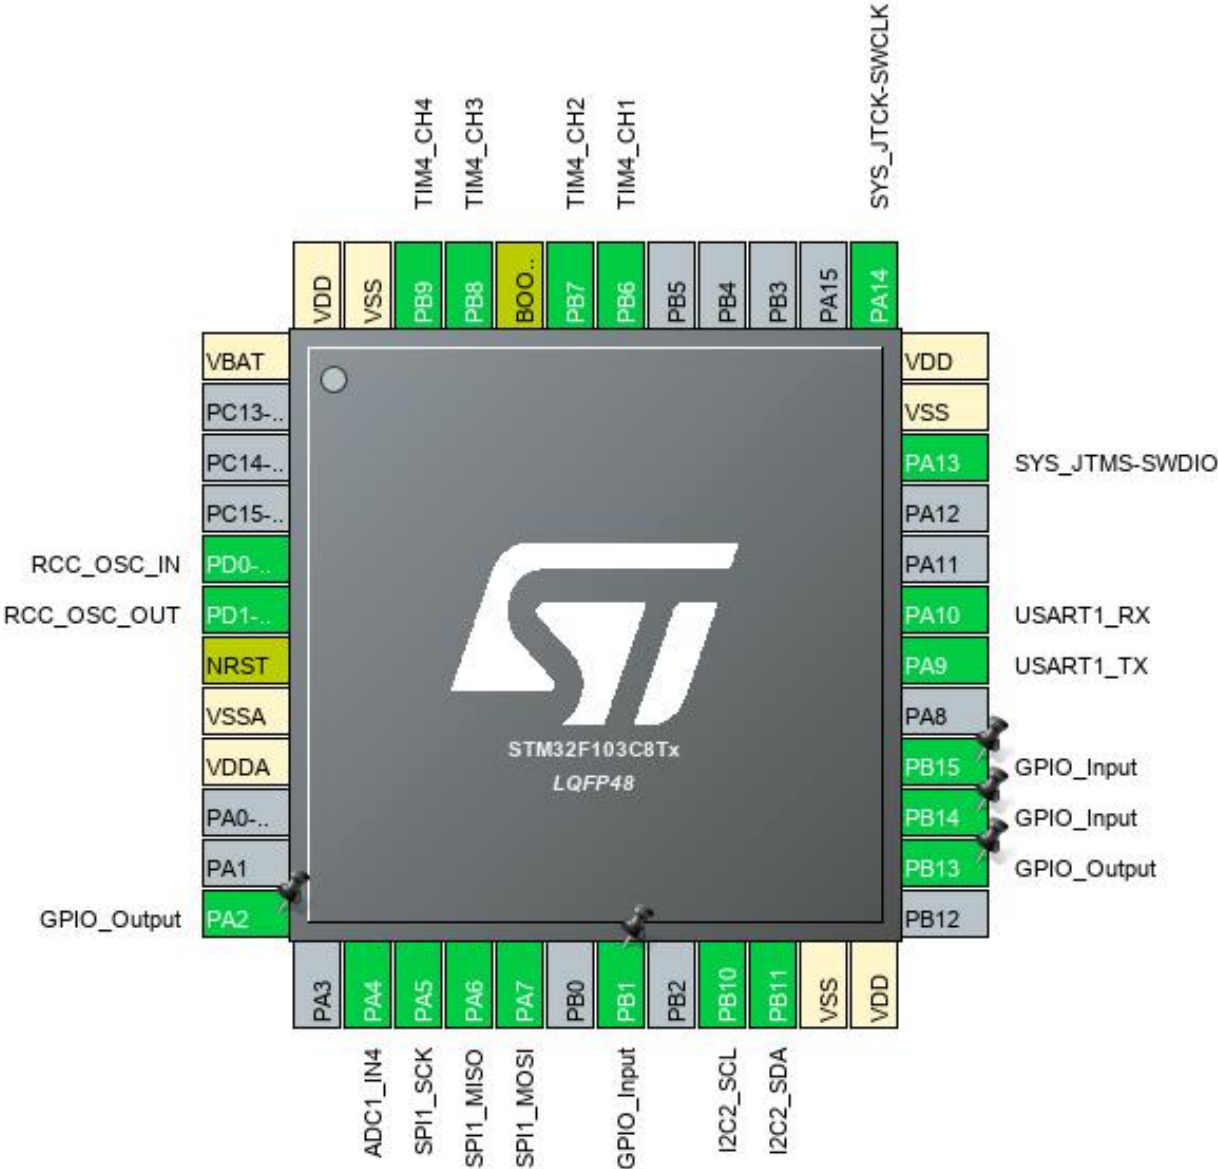 SYS_JTCK-SWCLK
TIM4_CH4
TIM4_CH3
TIM4_CH2
TIM4_CH1
VDD
VSS
PB9
PB8
BOO..
PB7
PB6
PB5
PB4
PB3
PA15
PA14
VBAT
PC13-..
PC14-..
PC15-..
RCC_OSC_IN PD0-..
RCC_OSC_OUT PD1-..
NRST
VSSA
VDDA
PA0-..
PA1
GPIO_Output PA2
ST
STM32F103C8Tx
LQFP48
VDD
VSS
PA13 SYS_JTMS-SWDIO
PA12
PA11
PA10 USART1_RX
PA9 USART1_TX
PA8
PB15 GPIO_Input
PB14 GPIO_Input
PB13 GPIO_Output
PB12
PA3
PA4
PA5
PA6
PA7
PB0
PB1
PB2
PB10
PB11
VSS
VDD
ADC1_IN4
SPI1_SCK
SPI1_MISO
SPI1_MOSI
GPIO_Input
I2C2_SCL
I2C2_SDA